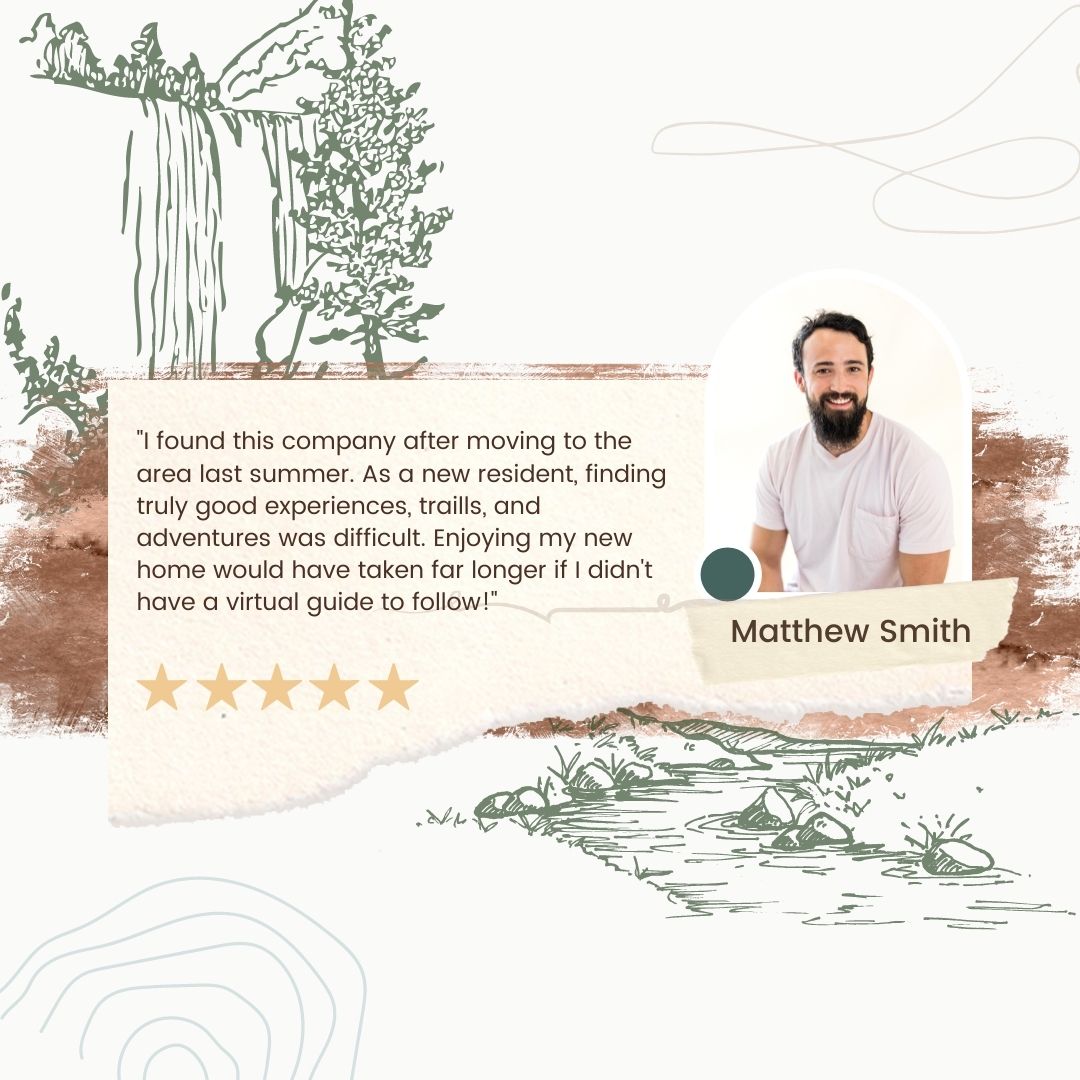 "I found this company after moving to the
area last summer. As a new resident, finding
truly good experiences, traills, and
adventures was difficult. Enjoying my new
home would have taken far longer if I didn't
have a virtual guide to follow!"
Matthew Smith